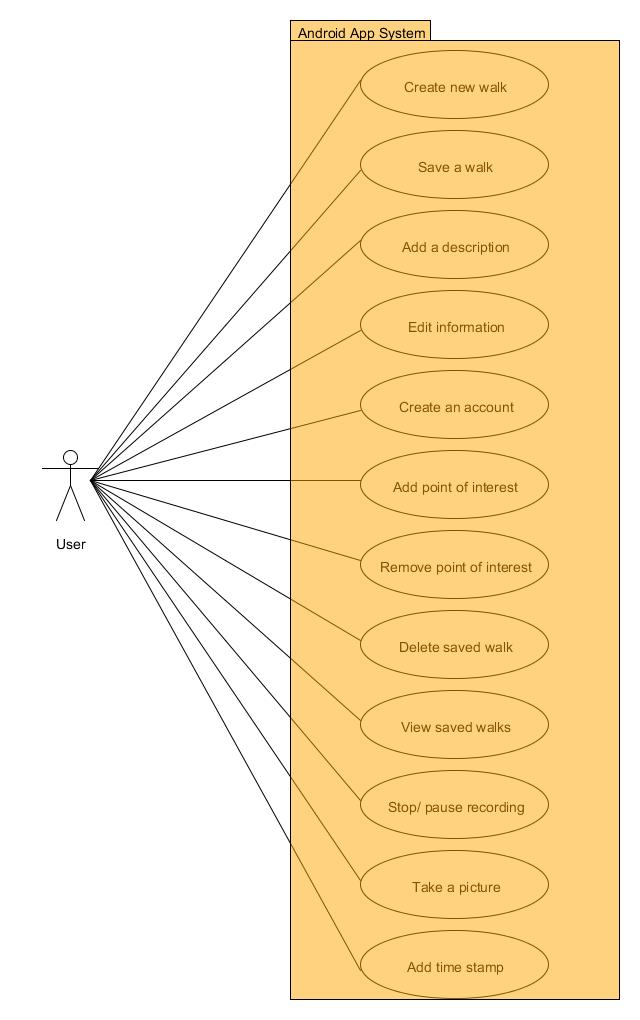 Android App System
Create new walk
Save a walk
Add a description
Edit information
Create an account
Add point of interest
Remove point of interest
User
Delete saved walk
View saved walks
Stop/ pause recording
Take a picture
Add time stamp